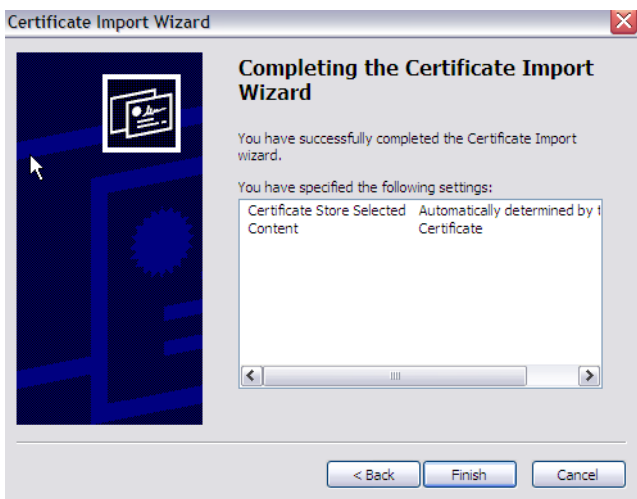 Certificate Import Wizard
Completing the Certificate Import
Wizard
You have successfully completed the Certificate Import
wizard.
You have specified the following settings:
Certificate Store Selected Automatically determined by t
Content Certificate
< Back Finish Cancel